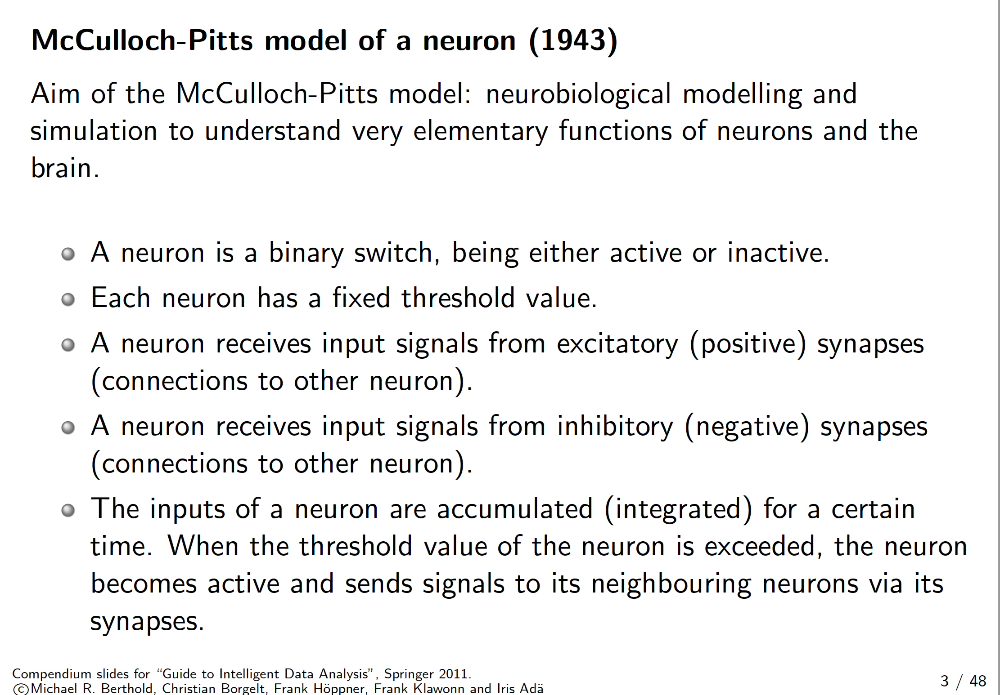 McCulloch-Pitts model of a neuron (1943)
Aim of the McCulloch-Pitts model: neurobiological modelling and
simulation to understand very elementary functions of neurons and the
brain.
A neuron is a binary switch, being either active or inactive.
Each neuron has a fixed threshold value.
A neuron receives input signals from excitatory (positive) synapses
(connections to other neuron).
A neuron receives input signals from inhibitory (negative) synapses
(connections to other neuron).
The inputs of a neuron are accumulated (integrated) for a certain
time. When the threshold value of the neuron is exceeded, the neuron
becomes active and sends signals to its neighbouring neurons via its
synapses.
Compendium slides for “Guide to Intelligent Data Analysis”, Springer 2011.
©Michael R. Berthold, Christian Borgelt, Frank Höppner, Frank Klawonn and Iris Adä
3 / 48